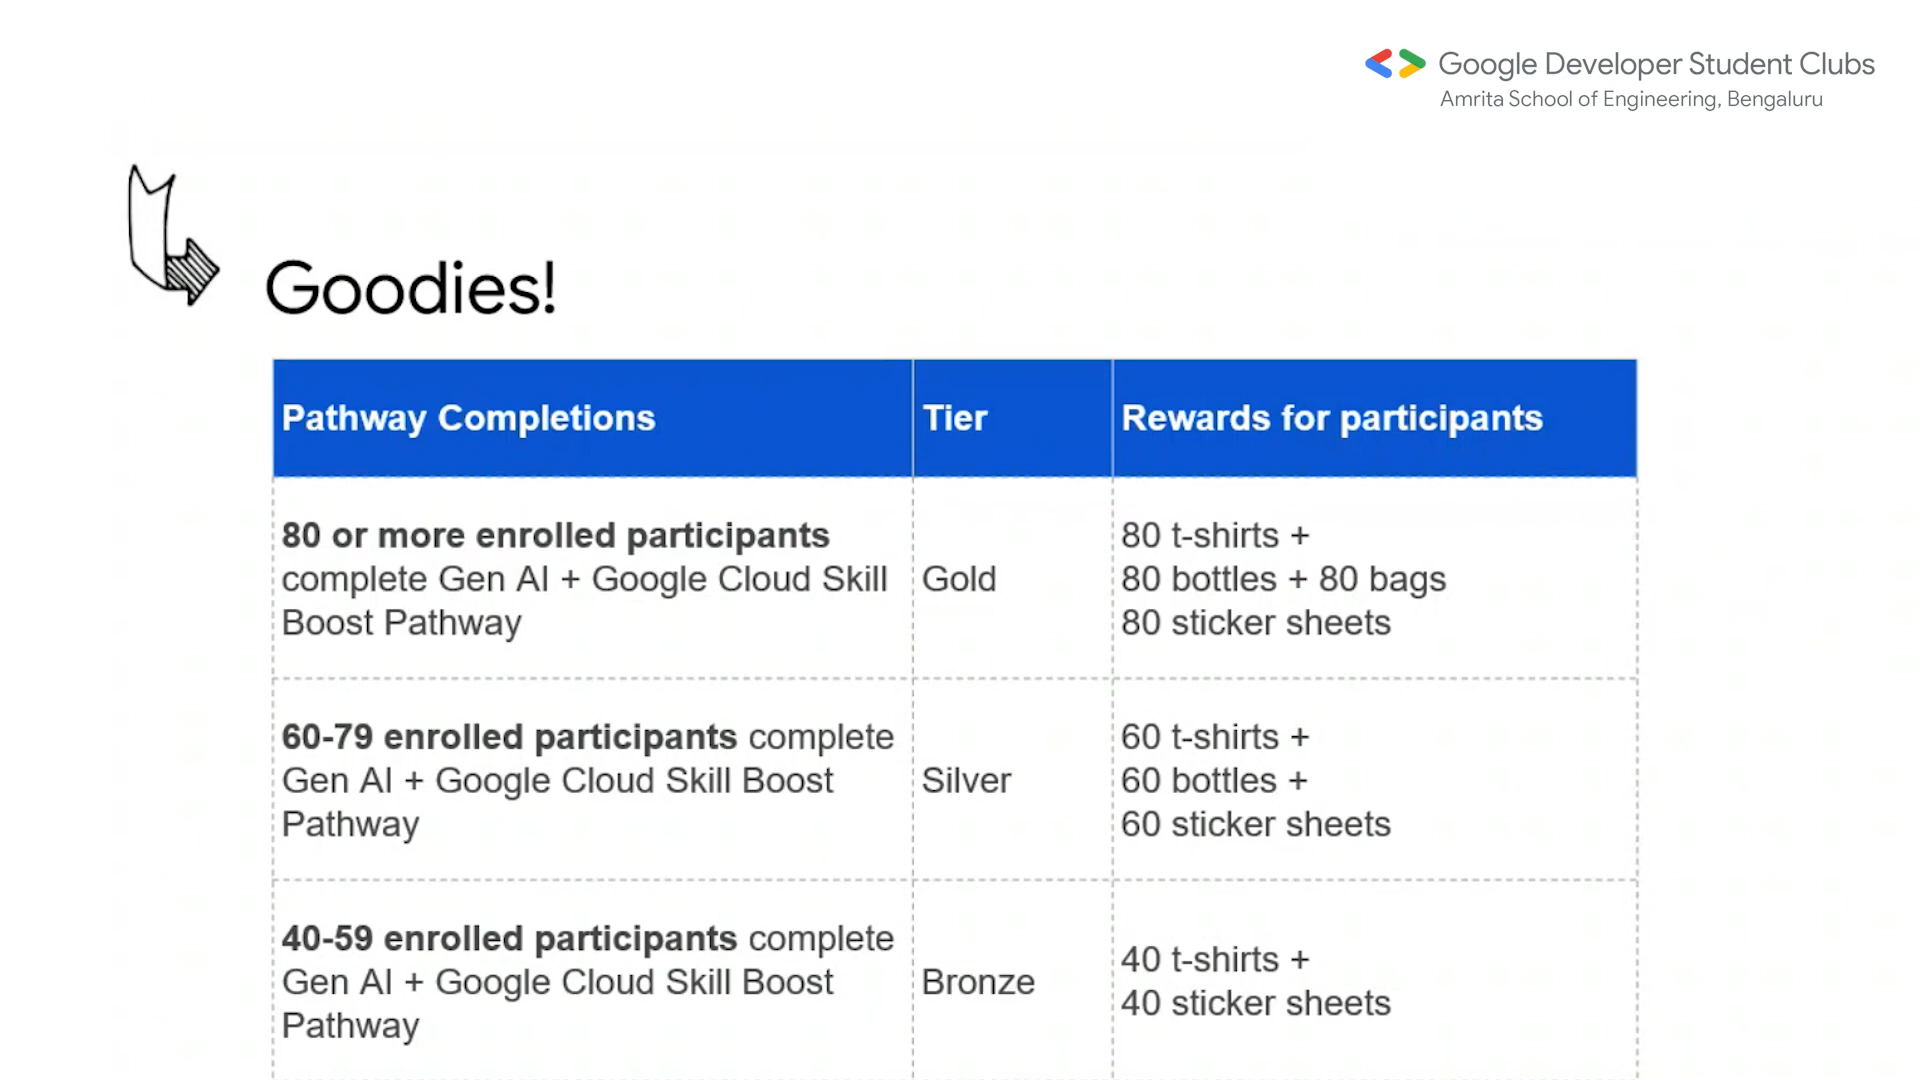 Google Developer Student Clubs
Amrita School of Engineering, Bengaluru
Goodies!
Pathway Completions
Tier
Rewards for participants
80 or more enrolled participants
complete Gen AI + Google Cloud Skill
Boost Pathway
Gold
80 t-shirts +
80 bottles + 80 bags
80 sticker sheets
60-79 enrolled participants complete
Gen AI + Google Cloud Skill Boost
Pathway
Silver
60 t-shirts +
60 bottles +
60 sticker sheets
40-59 enrolled participants complete
Gen AI + Google Cloud Skill Boost
Pathway
Bronze
40 t-shirts +
40 sticker sheets